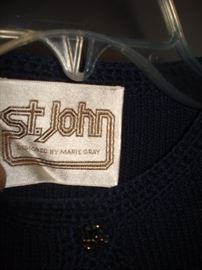 St. John
DESIGNED BY MARIE GRAY